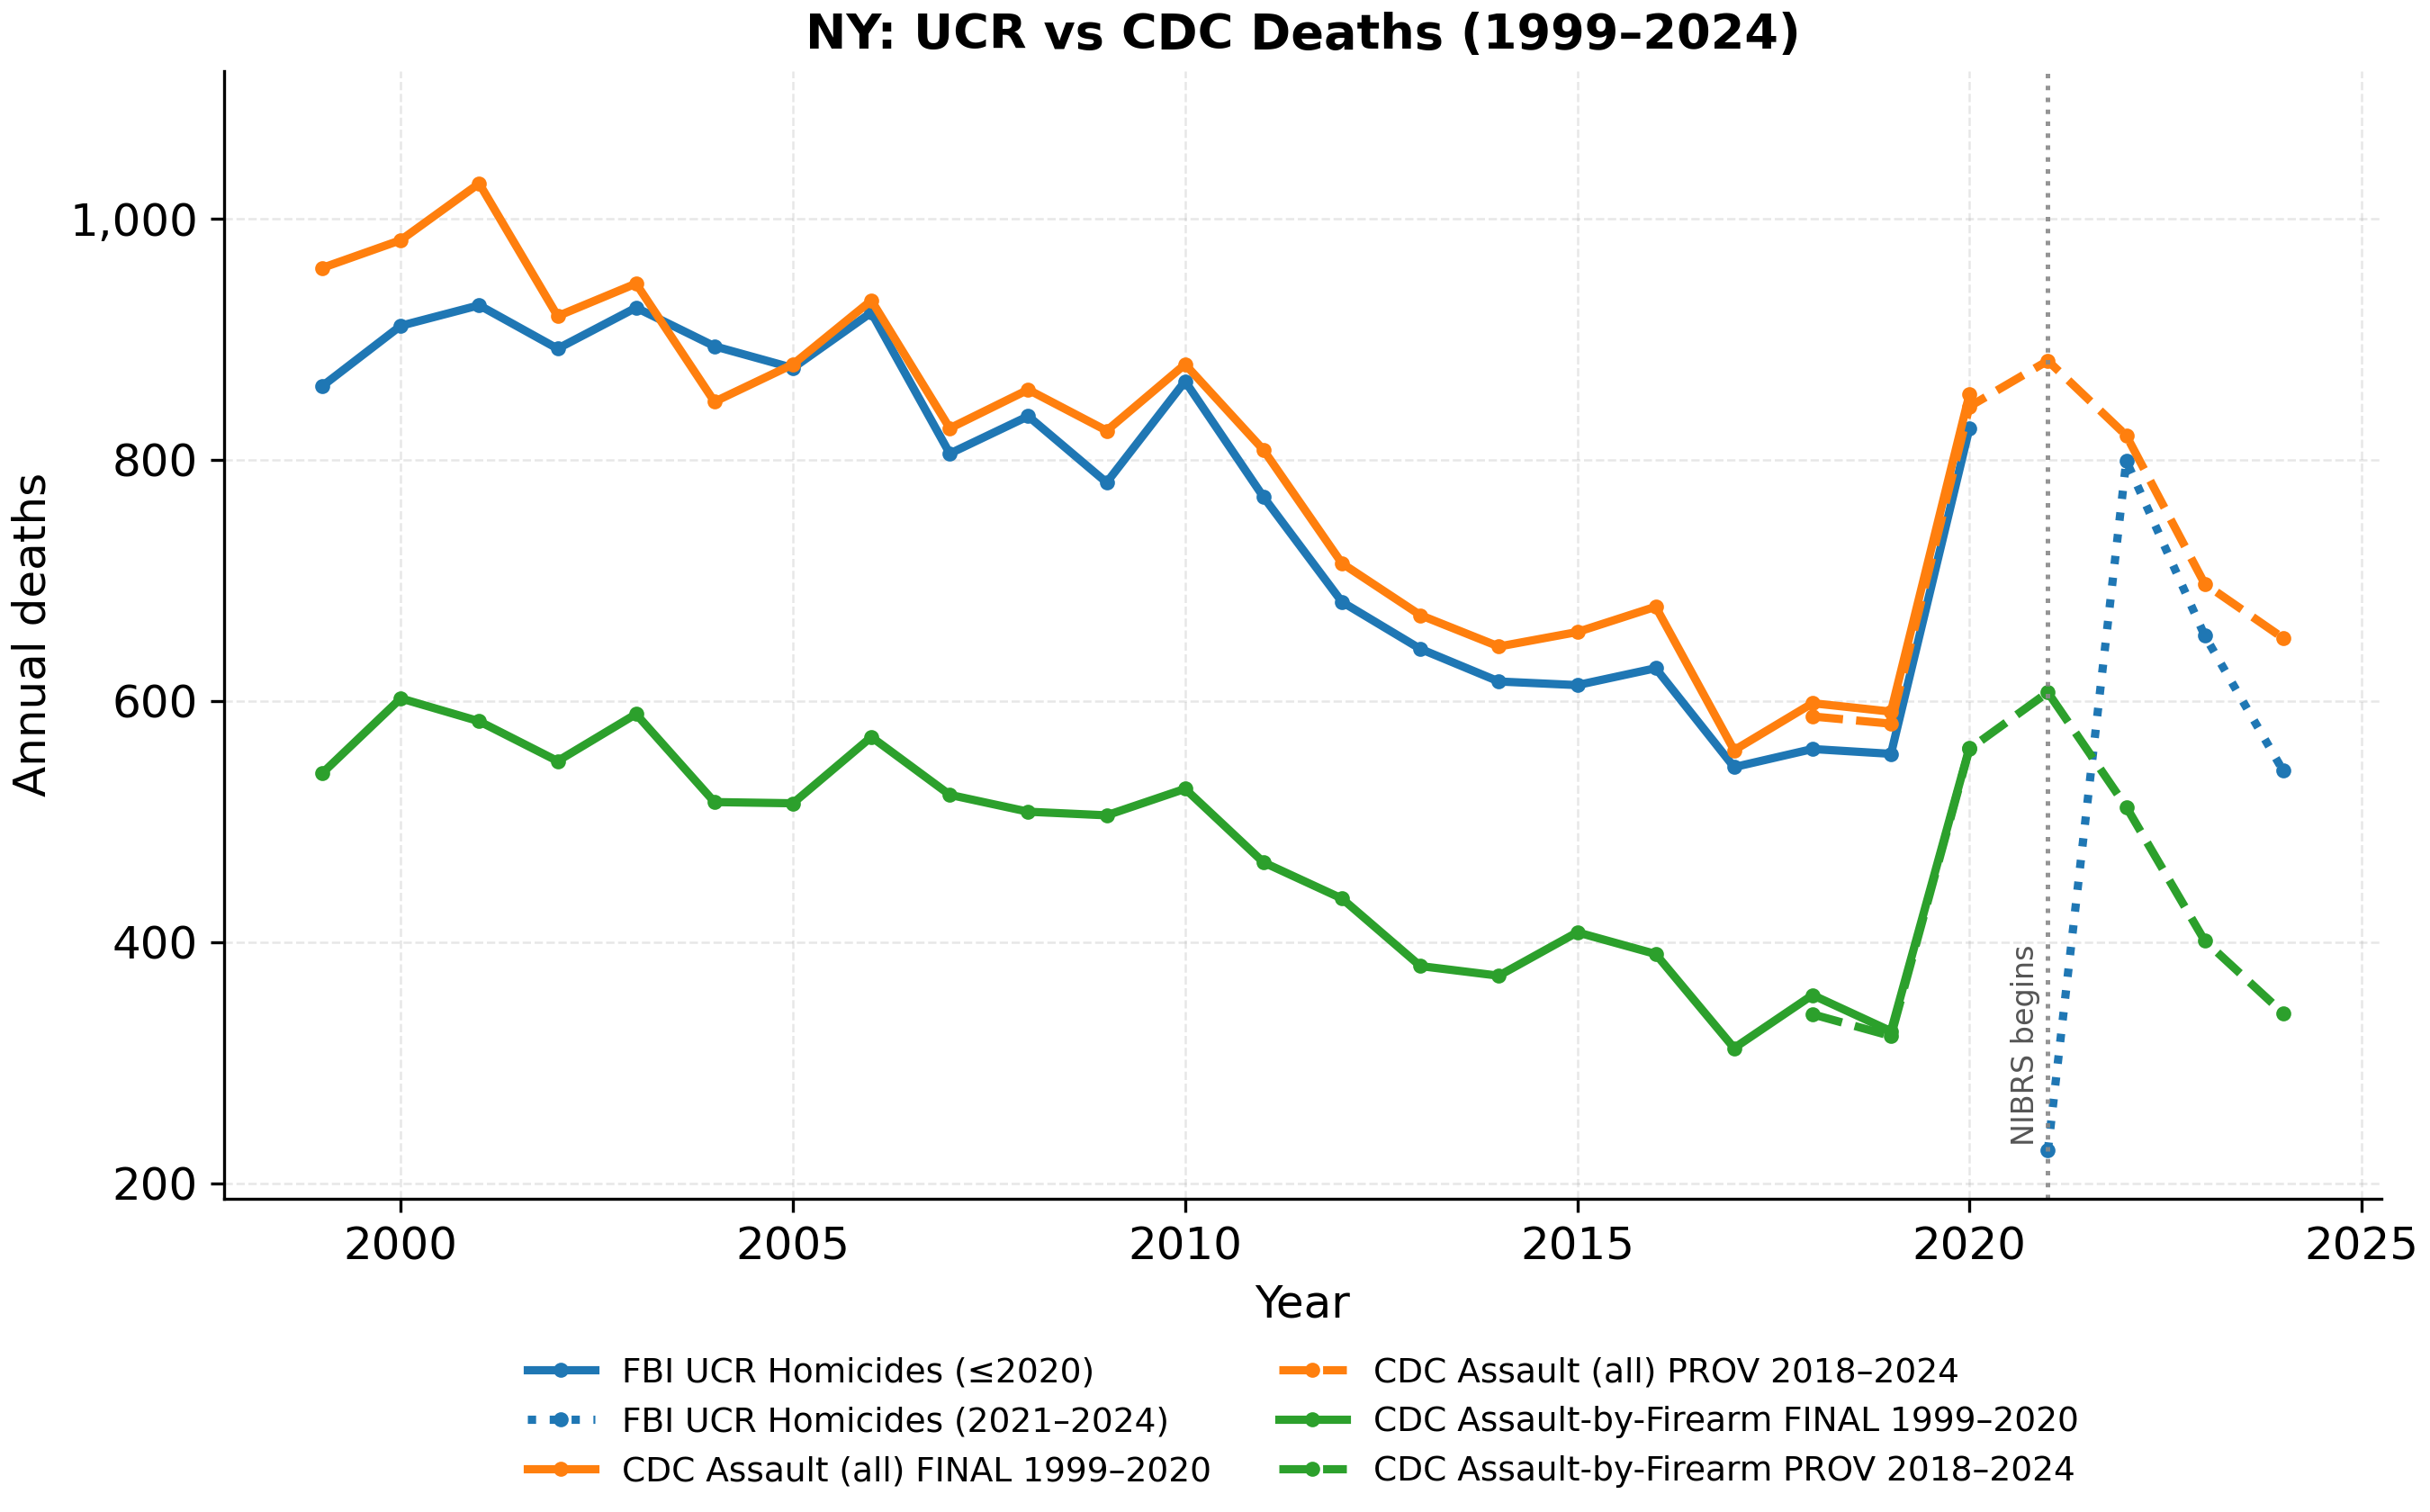 NY: UCR vs CDC Deaths (1999–2024)
Annual deaths
1,000
800
600
400
200
NIBRS begins
2000 2005 2010 2015 2020 2025
Year
FBI UCR Homicides (≤2020)
FBI UCR Homicides (2021–2024)
CDC Assault (all) FINAL 1999–2020
CDC Assault (all) PROV 2018–2024
CDC Assault-by-Firearm FINAL 1999–2020
CDC Assault-by-Firearm PROV 2018–2024